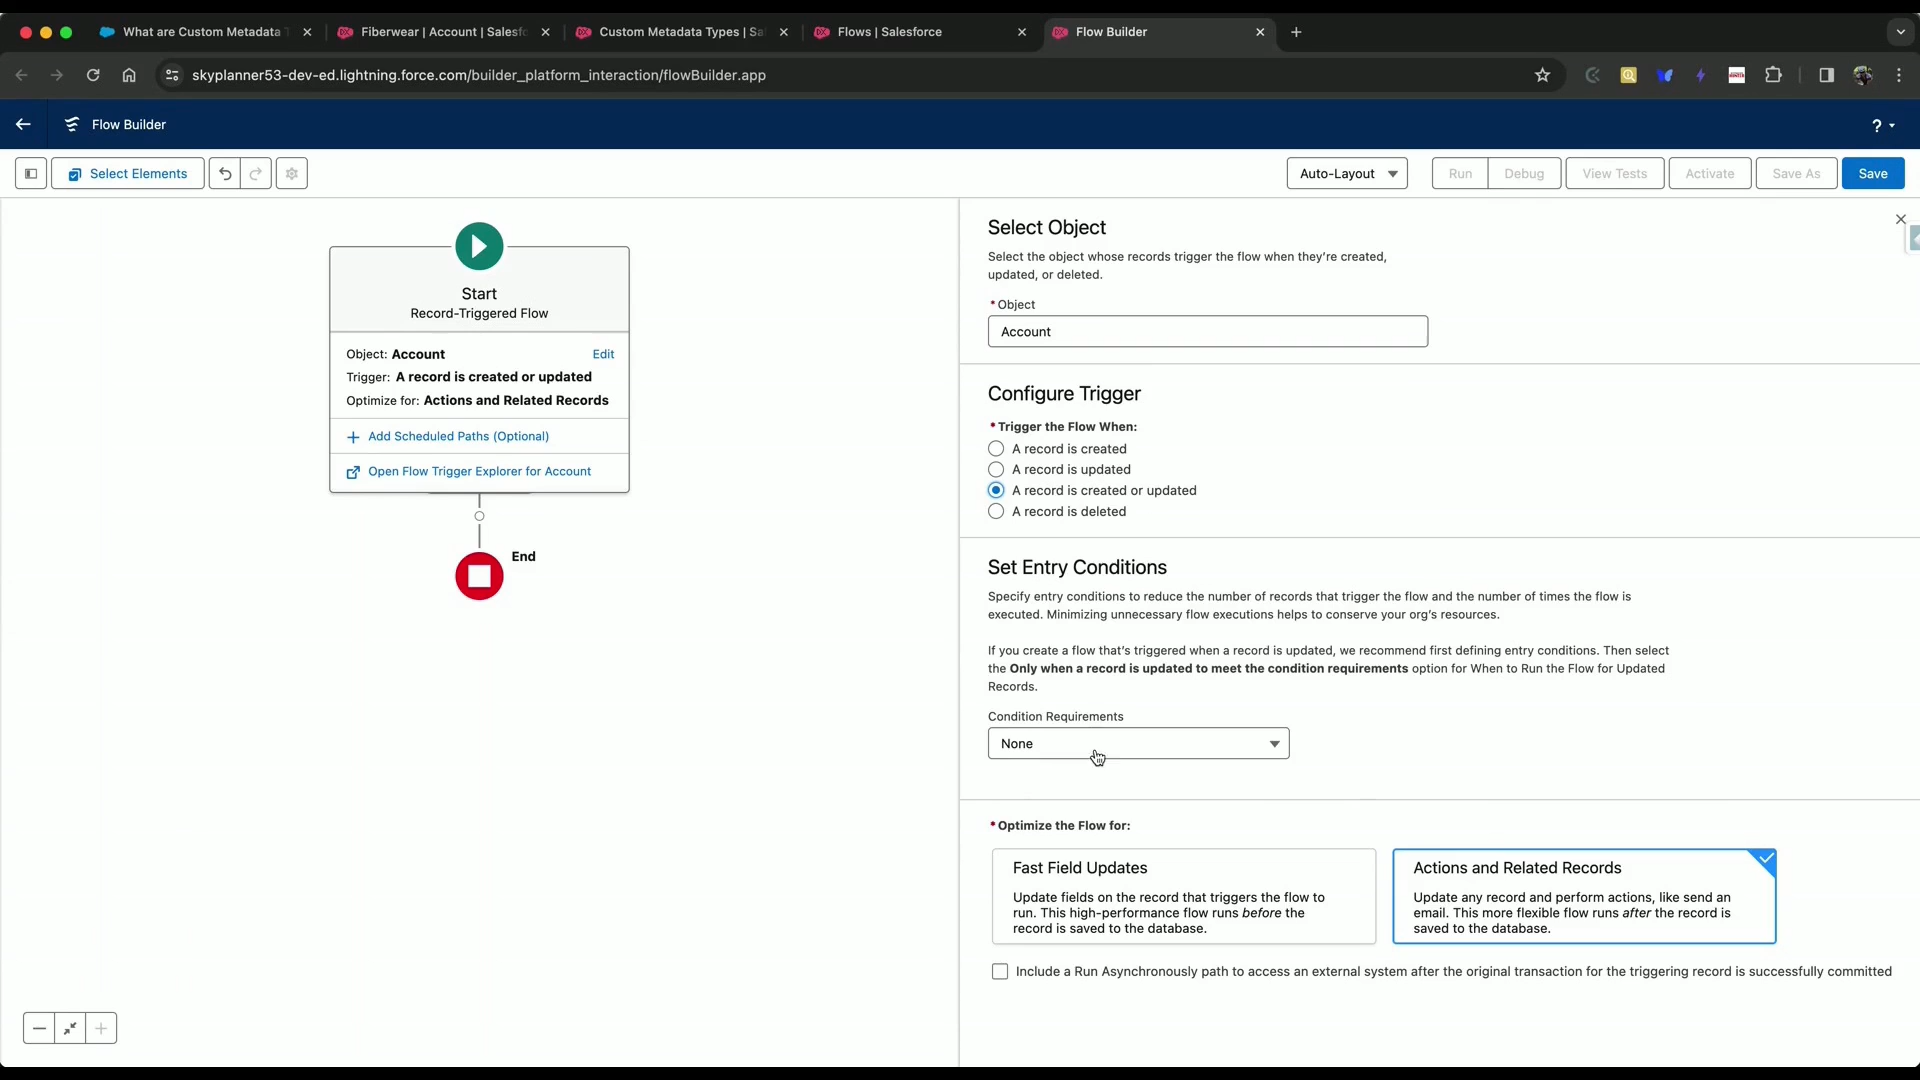 What are Custom Metadata
Fiberwear | Account | Salesf
Custom Metadata Types | Sa
Flows | Salesforce
Flow Builder
skyplanner53-dev-ed.lightning.force.com/builder_platform_interaction/flowBuilder.app
Flow Builder
?
Select Elements
Auto-Layout
Run
Debug
View Tests
Activate
Save As
Save
Start
Record-Triggered Flow
Object: Account
Edit
Trigger: A record is created or updated
Optimize for: Actions and Related Records
Add Scheduled Paths (Optional)
Open Flow Trigger Explorer for Account
End
Select Object
Select the object whose records trigger the flow when they're created,
updated, or deleted.
*Object
Account
Configure Trigger
*Trigger the Flow When:
A record is created
A record is updated
A record is created or updated
A record is deleted
Set Entry Conditions
Specify entry conditions to reduce the number of records that trigger the flow and the number of times the flow is
executed. Minimizing unnecessary flow executions helps to conserve your org's resources.
If you create a flow that's triggered when a record is updated, we recommend first defining entry conditions. Then select
the Only when a record is updated to meet the condition requirements option for When to Run the Flow for Updated
Records.
Condition Requirements
None
*Optimize the Flow for:
Fast Field Updates
Update fields on the record that triggers the flow to
run. This high-performance flow runs before the
record is saved to the database.
Actions and Related Records
Update any record and perform actions, like send an
email. This more flexible flow runs after the record is
saved to the database.
Include a Run Asynchronously path to access an external system after the original transaction for the triggering record is successfully committed